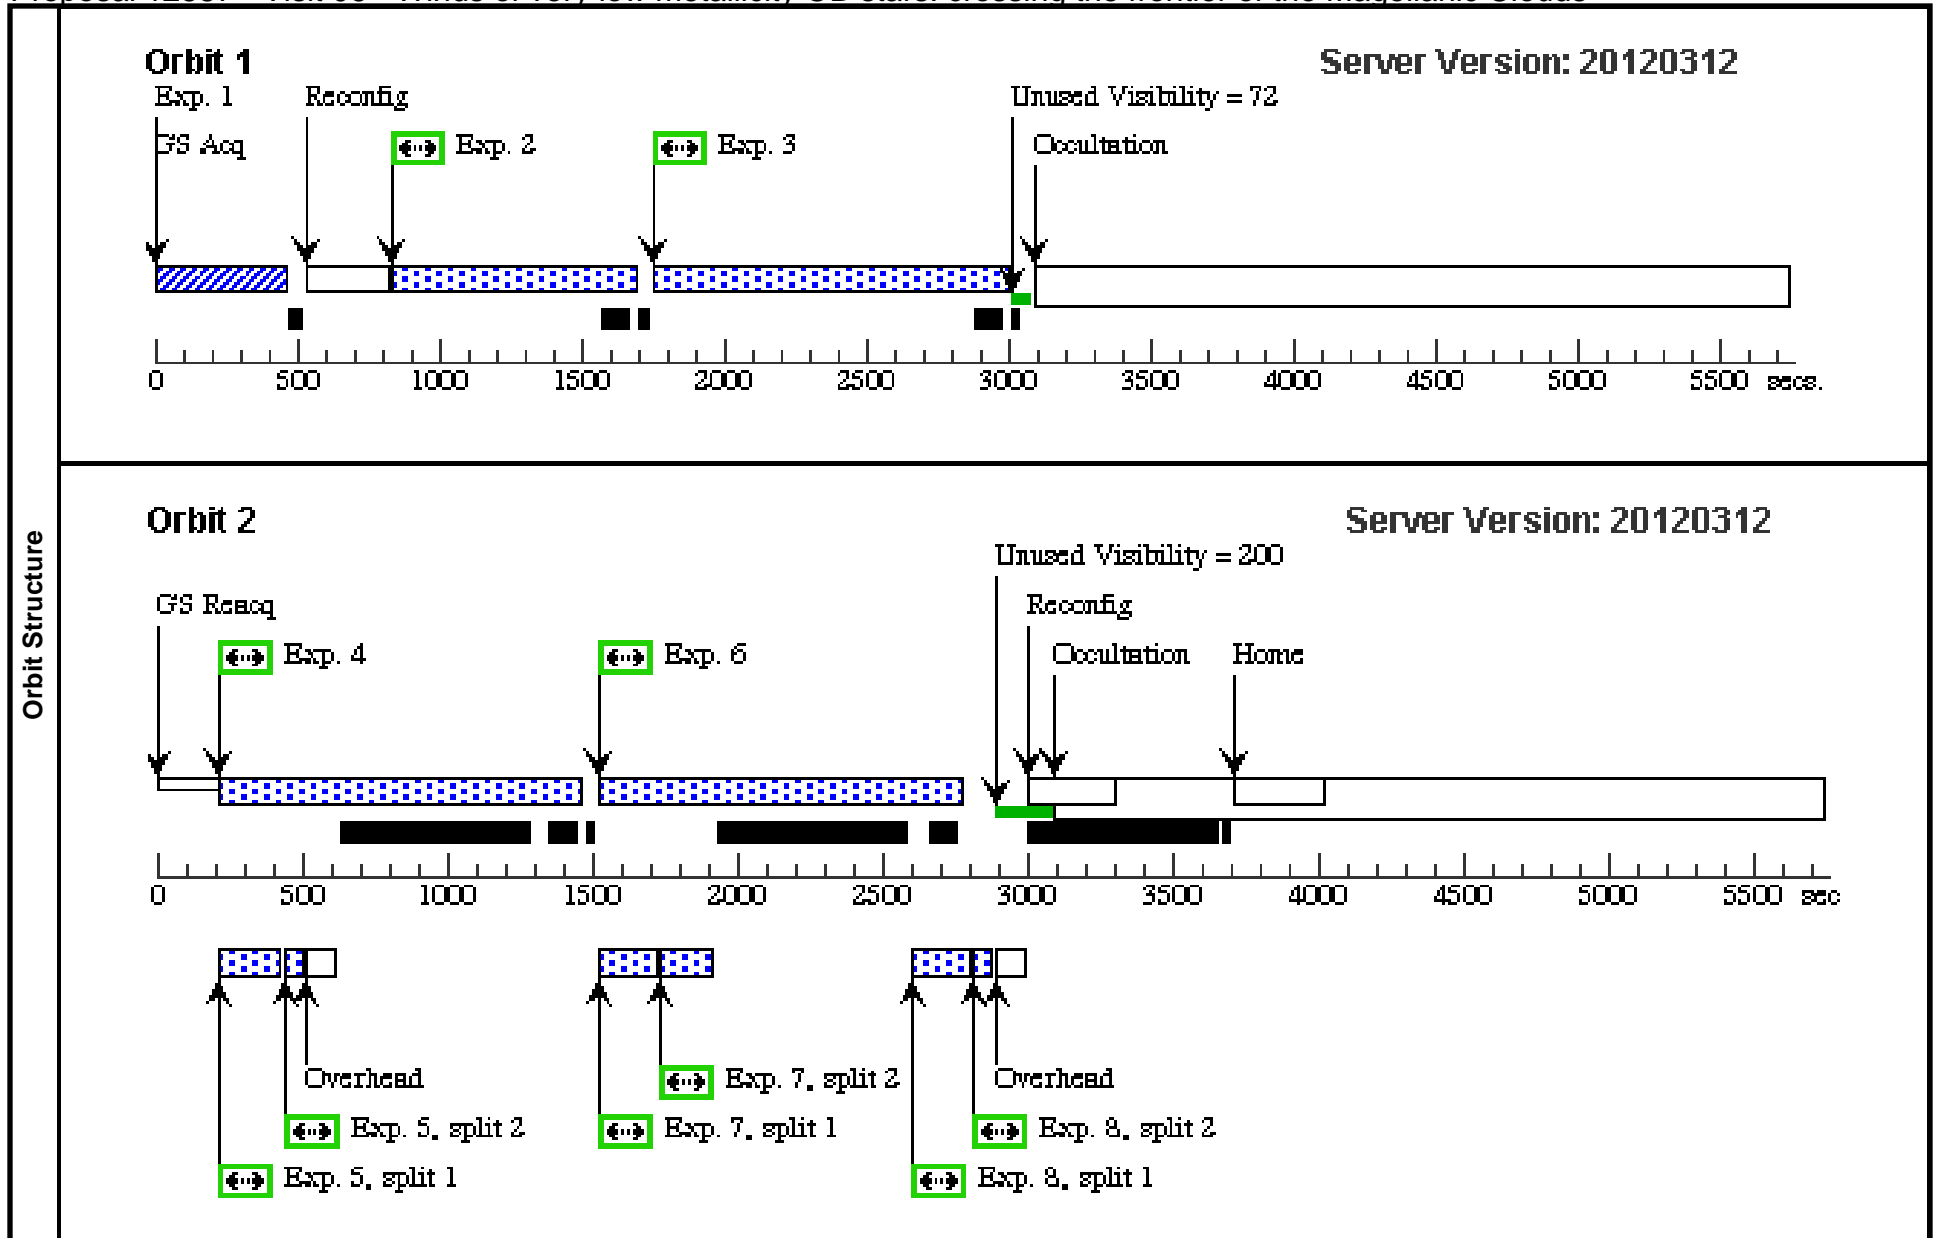 Orbit Structure
Orbit 1
Server Version: 20120312
Exp. 1
Reconfig
Unused Visibility = 72
GS Acq
Exp. 2
Exp. 3
Occultation
0 500 1000 1500 2000 2500 3000 3500 4000 4500 5000 5500 secs.
Orbit 2
Server Version: 20120312
Unused Visibility = 200
GS Reacq
Reconfig
Exp. 4
Exp. 6
Occultation
Home
0 500 1000 1500 2000 2500 3000 3500 4000 4500 5000 5500 sec
Overhead
Exp. 7, split 2
Overhead
Exp. 5, split 2
Exp. 7, split 1
Exp. 8, split 2
Exp. 5, split 1
Exp. 8, split 1